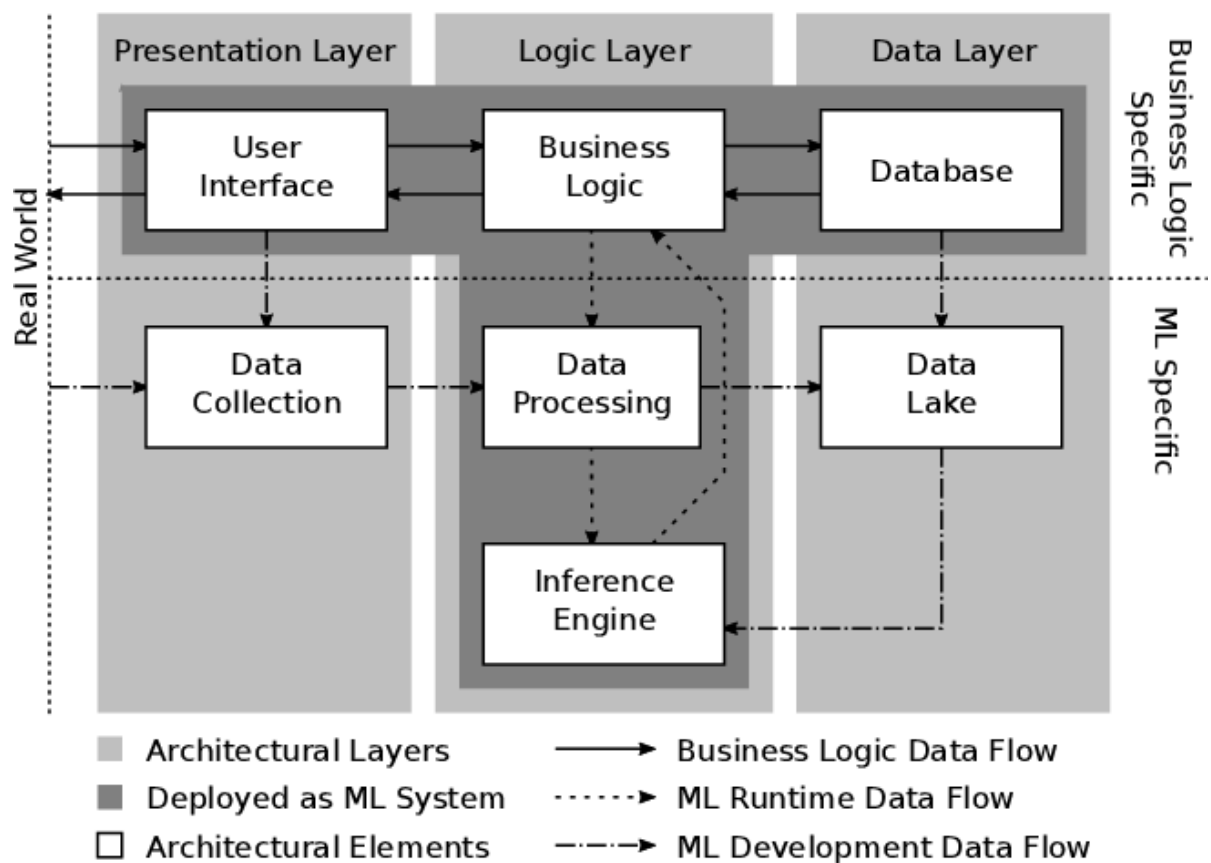 Presentation Layer
Logic Layer
Data Layer
Business Logic
Specific
User
Interface
Business
Logic
Database
Real World
Data
Collection
Data
Processing
Data
Lake
ML Specific
Inference
Engine
Architectural Layers
Business Logic Data Flow
Deployed as ML System
ML Runtime Data Flow
Architectural Elements
ML Development Data Flow